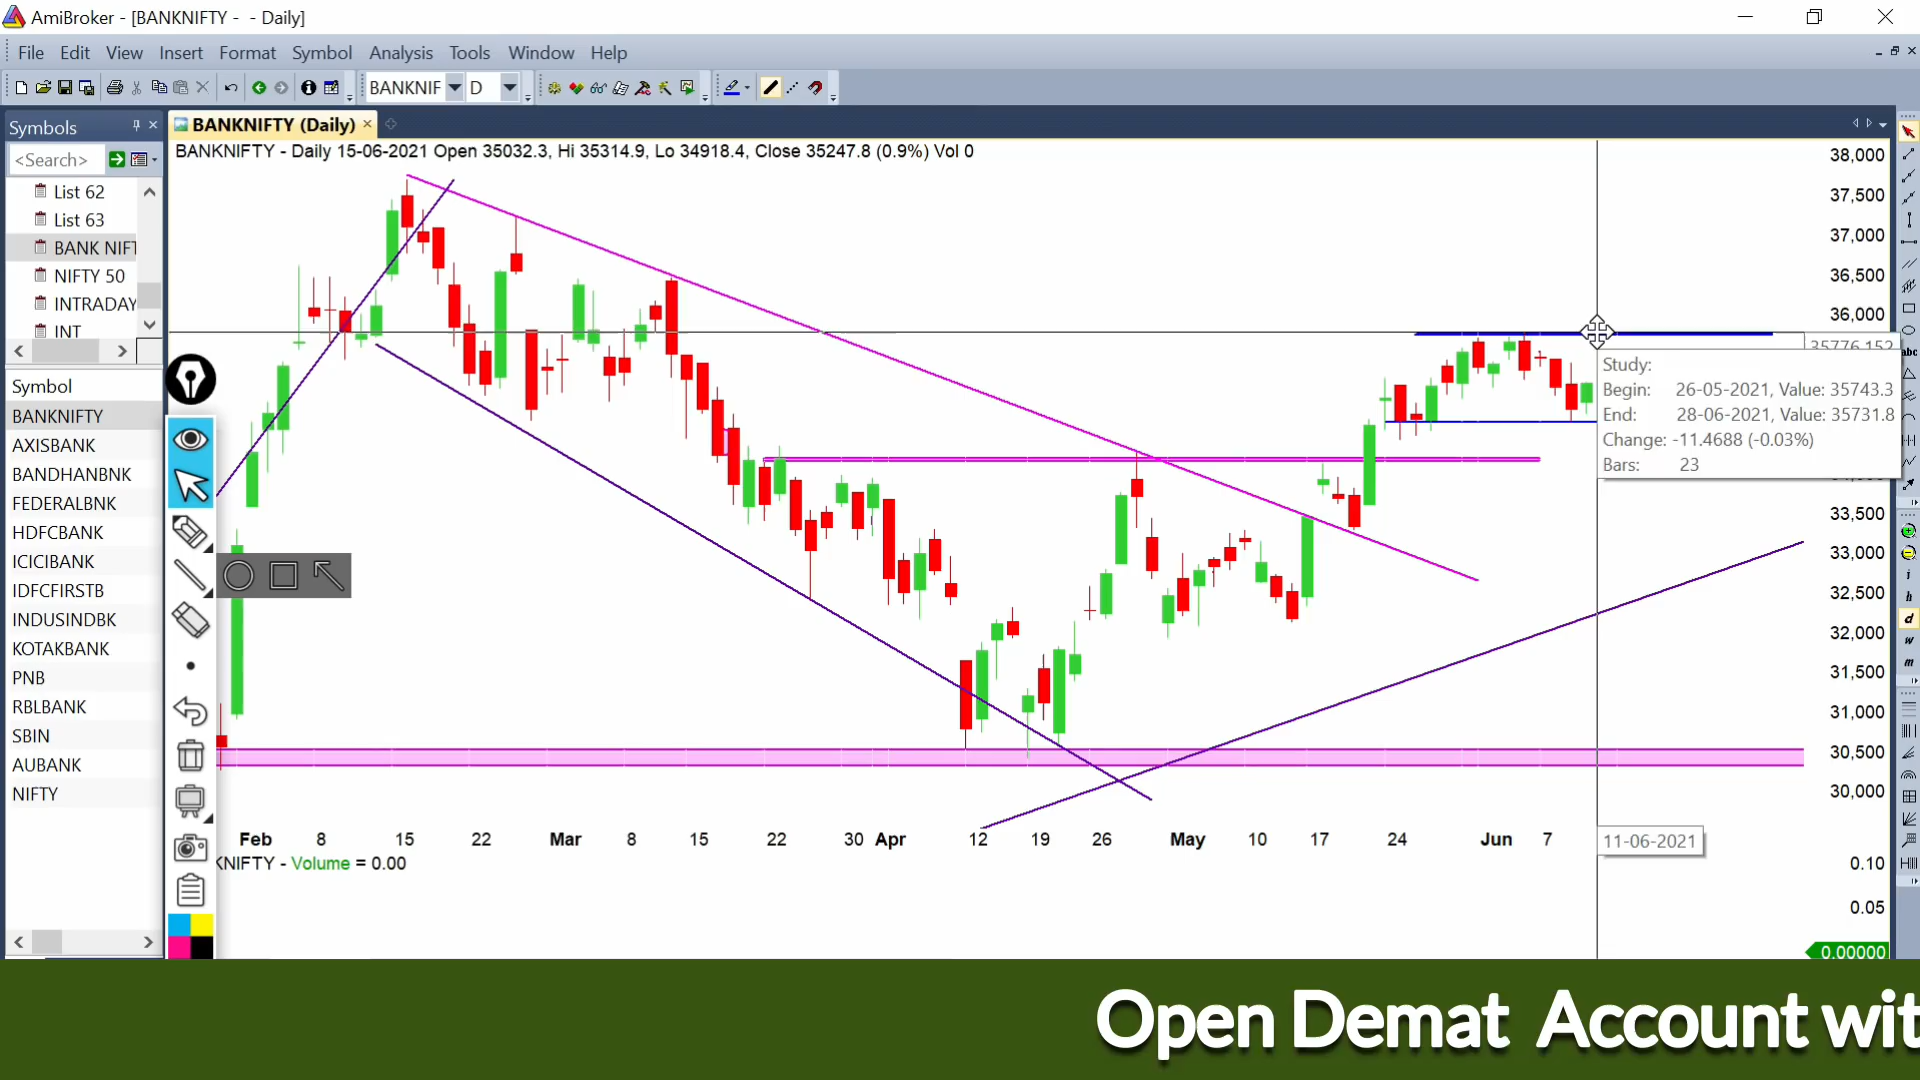 AmiBroker - [BANKNIFTY - - Daily]
File Edit View Insert Format Symbol Analysis Tools Window Help
BANKNIF D
Symbols
BANKNIFTY (Daily)
<Search>
BANKNIFTY - Daily 15-06-2021 Open 35032.3, Hi 35314.9, Lo 34918.4, Close 35247.8 (0.9%) Vol 0
List 62
List 63
BANK NIFT
NIFTY 50
INTRADAY
INT
Symbol
BANKNIFTY
AXISBANK
BANDHANBNK
FEDERALBNK
HDFCBANK
ICICIBANK
IDFCFIRSTB
INDUSINDBK
KOTAKBANK
PNB
RBLBANK
SBIN
AUBANK
NIFTY
38,000
37,500
37,000
36,500
36,000
35776.152
Study:
Begin: 26-05-2021, Value: 35743.3
End: 28-06-2021, Value: 35731.8
Change: -11.4688 (-0.03%)
Bars: 23
33,500
33,000
32,500
32,000
31,500
31,000
30,500
30,000
Feb 8 15 22 Mar 8 15 22 30 Apr 12 19 26 May 10 17 24 Jun 7
11-06-2021
KNIFTY - Volume = 0.00
0.10
0.05
0.00000
abc
i
h
d
w
m
Open Demat Account wit